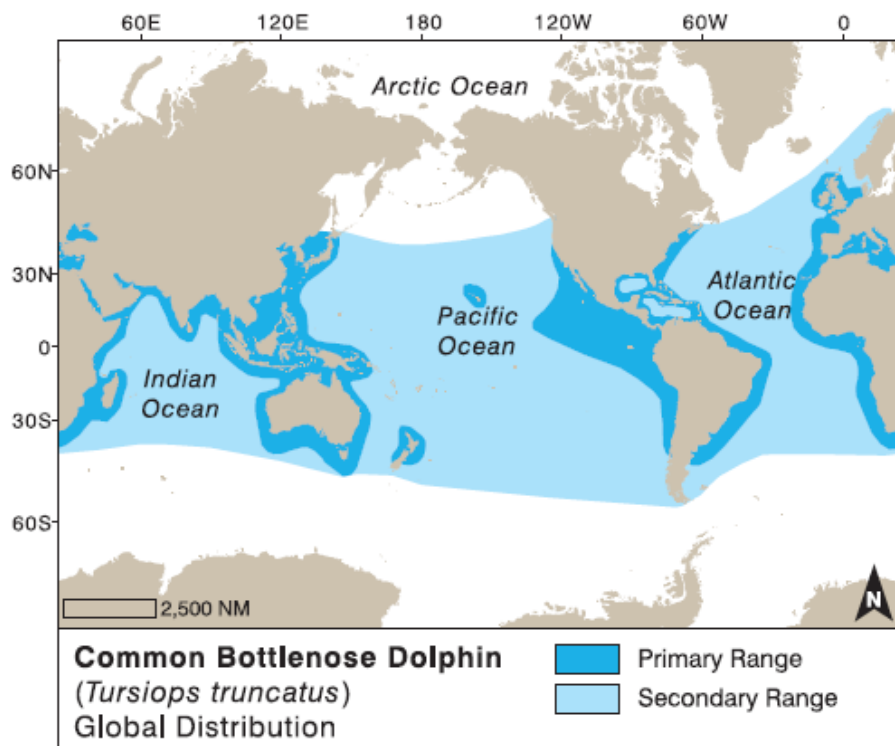 60E 120E 180 120W 60W 0
Arctic Ocean
60N
30N
Atlantic
Ocean
Pacific
Ocean
0
Indian
Ocean
30S
60S
N
2,500 NM
Common Bottlenose Dolphin
(Tursiops truncatus)
Global Distribution
Primary Range
Secondary Range